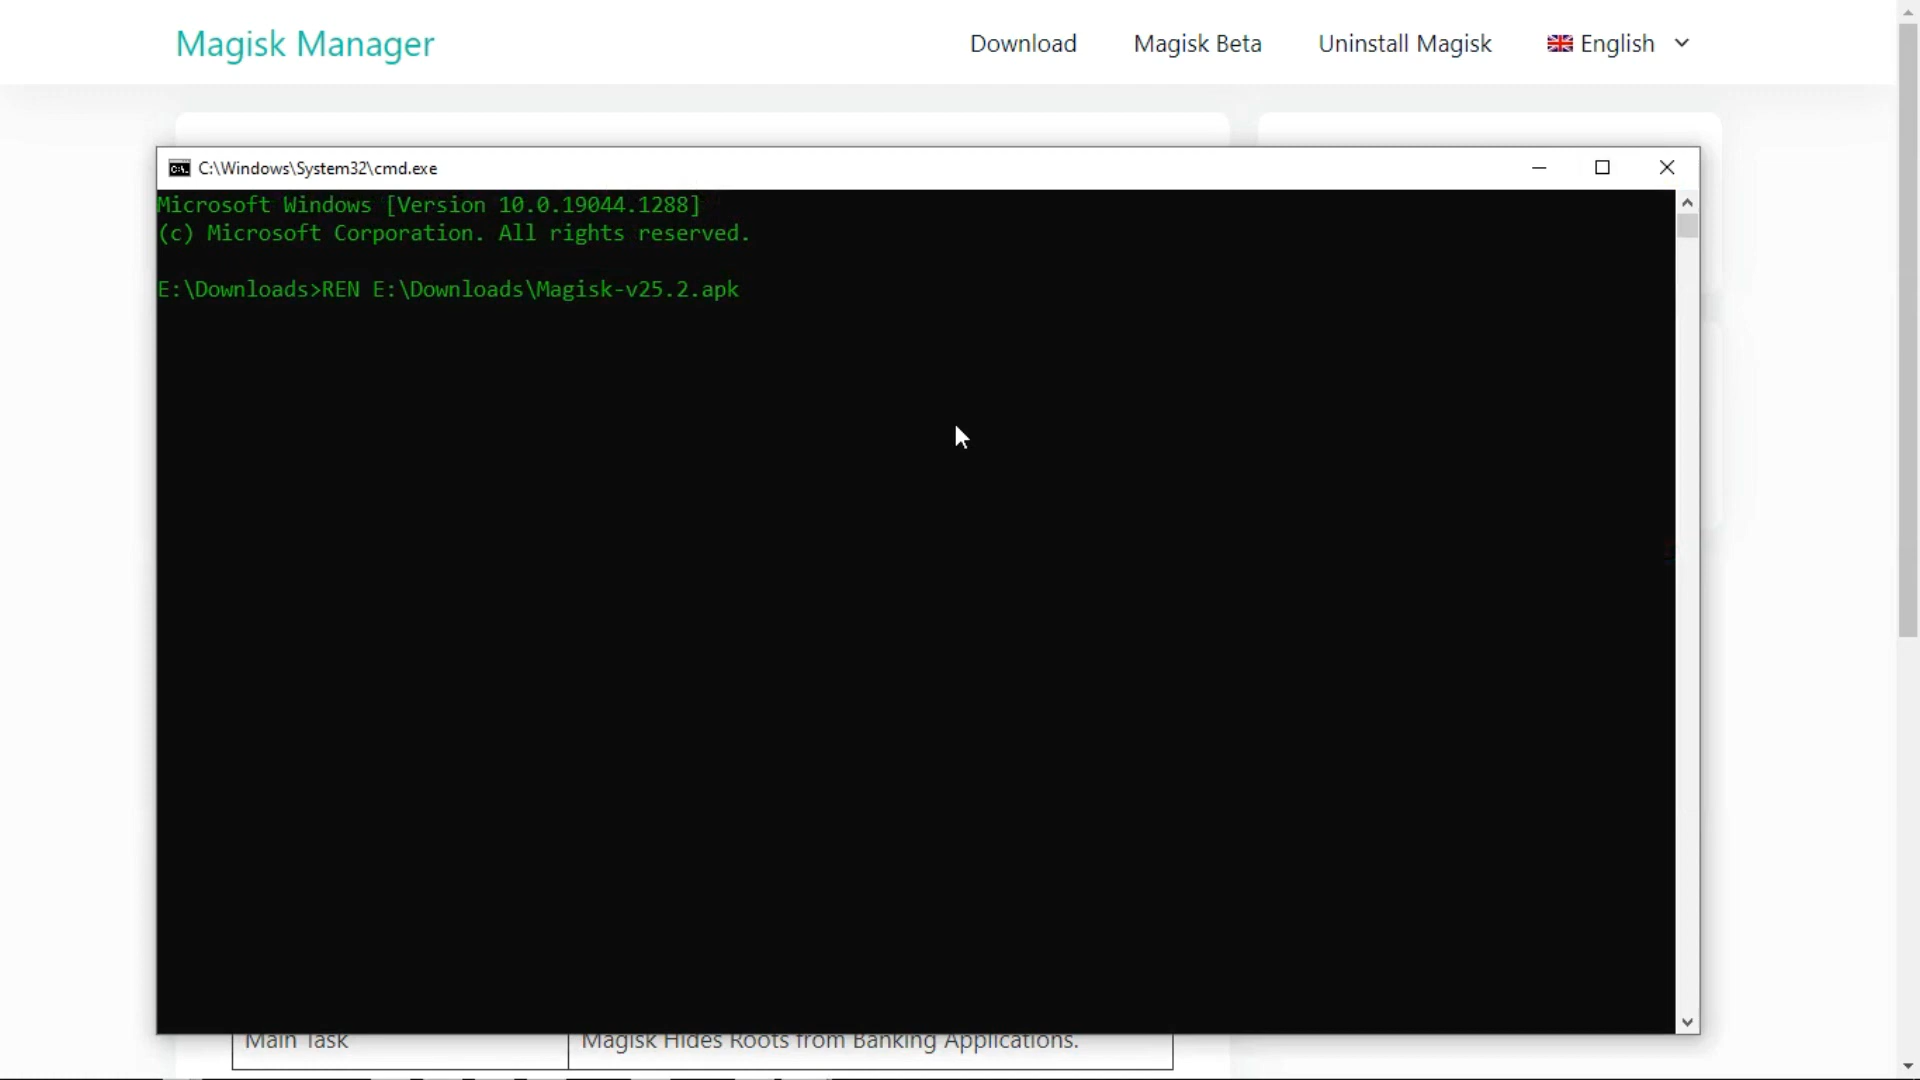 Magisk Manager
Download
Magisk Beta
Uninstall Magisk
English
C:\Windows\System32\cmd.exe
Microsoft Windows [Version 10.0.19044.1288]
(c) Microsoft Corporation. All rights reserved.
E:\Downloads>REN E:\Downloads\Magisk-v25.2.apk
Main Task
Magisk Hides Roots from Banking Applications.